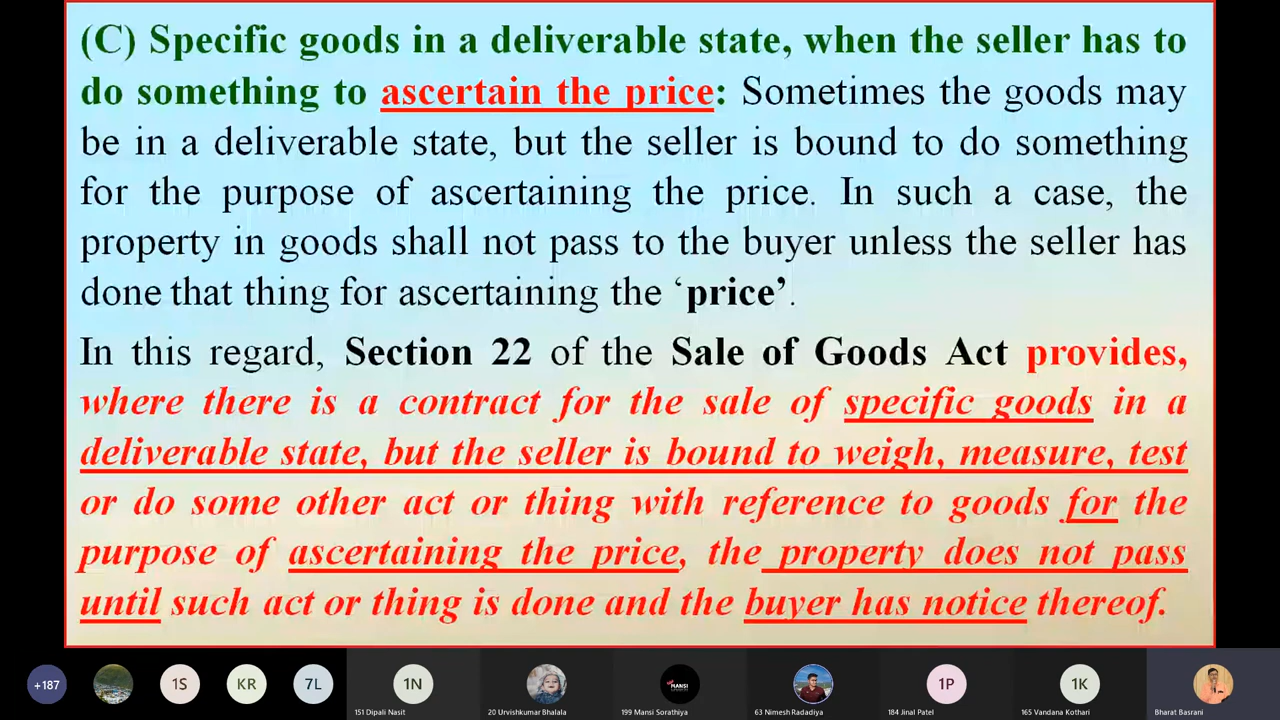 (C) Specific goods in a deliverable state, when the seller has to
do something to ascertain the price: Sometimes the goods may
be in a deliverable state, but the seller is bound to do something
for the purpose of ascertaining the price. In such a case, the
property in goods shall not pass to the buyer unless the seller has
done that thing for ascertaining the ‘price’.
In this regard, Section 22 of the Sale of Goods Act provides,
where there is a contract for the sale of specific goods in a
deliverable state, but the seller is bound to weigh, measure, test
or do some other act or thing with reference to goods for the
purpose of ascertaining the price, the property does not pass
until such act or thing is done and the buyer has notice thereof.
+187
1S
KR
7L
1N
MANSI
1P
1K
151 Dipali Nasit
20 Urvishkumar Bhalala
199 Mansi Sorathiya
63 Nimesh Radadiya
184 Jinal Patel
165 Vandana Kothari
Bharat Basrani